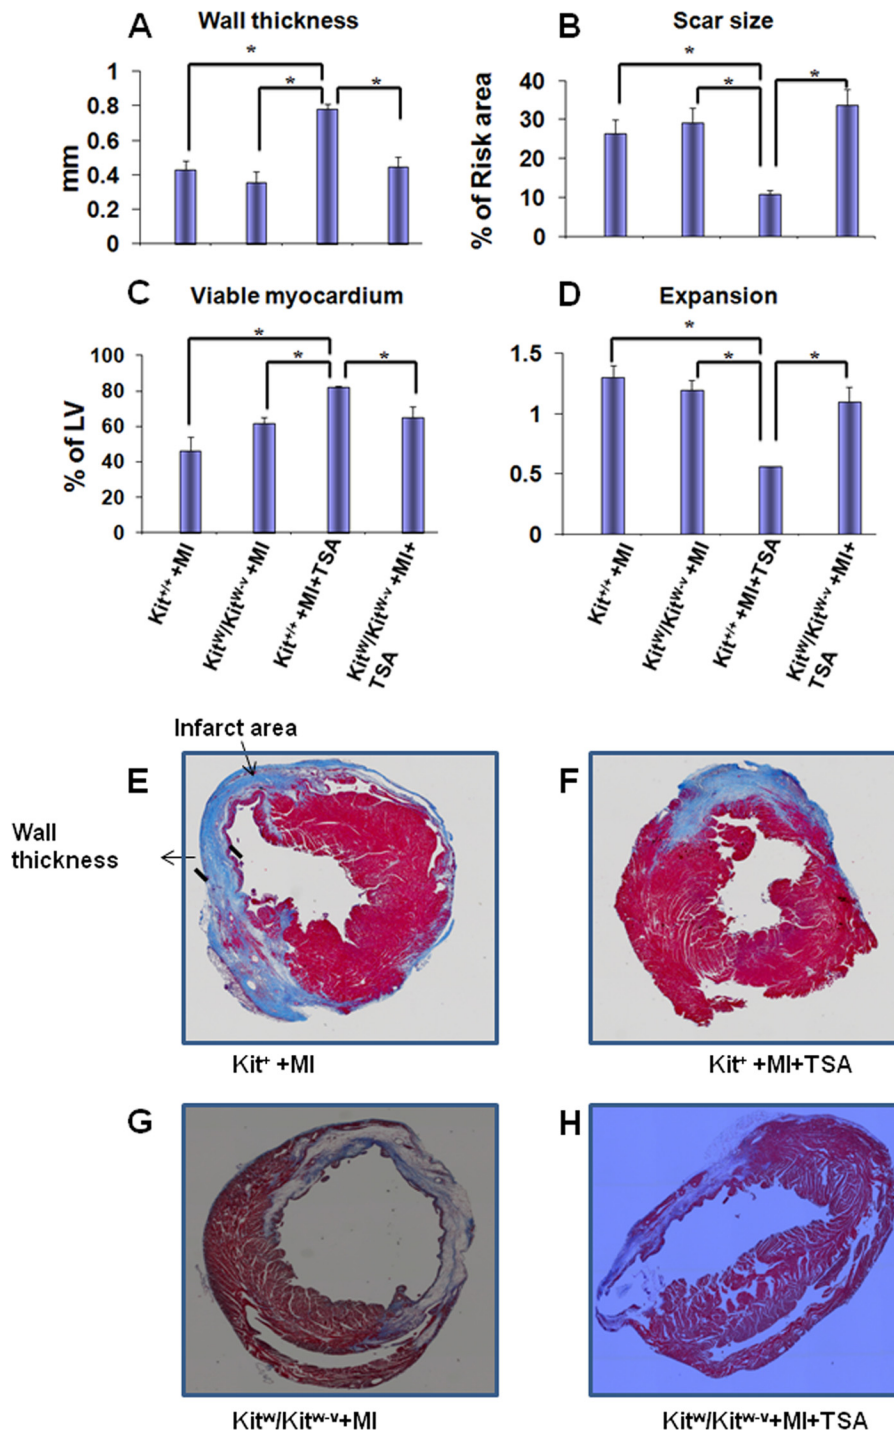 A Wall thickness
*
* *
1
0.8
0.6
0.4
0.2
0
mm
B Scar size
*
* *
40
30
20
10
0
% of Risk area
C Viable myocardium
*
* *
100
80
60
40
20
0
% of LV
Kit+/+ +MI
KitW/KitW-v +MI
Kit+/+ +MI+TSA
KitW/KitW-v +MI+
TSA
D Expansion
*
* *
1.5
1
0.5
0
Kit+/+ +MI
KitW/KitW-v +MI
Kit+/+ +MI+TSA
KitW/KitW-v +MI+
TSA
Infarct area
E
Wall
thickness
Kit+ +MI
F
Kit+ +MI+TSA
G
Kitw/Kitw-v+MI
H
Kitw/Kitw-v+MI+TSA